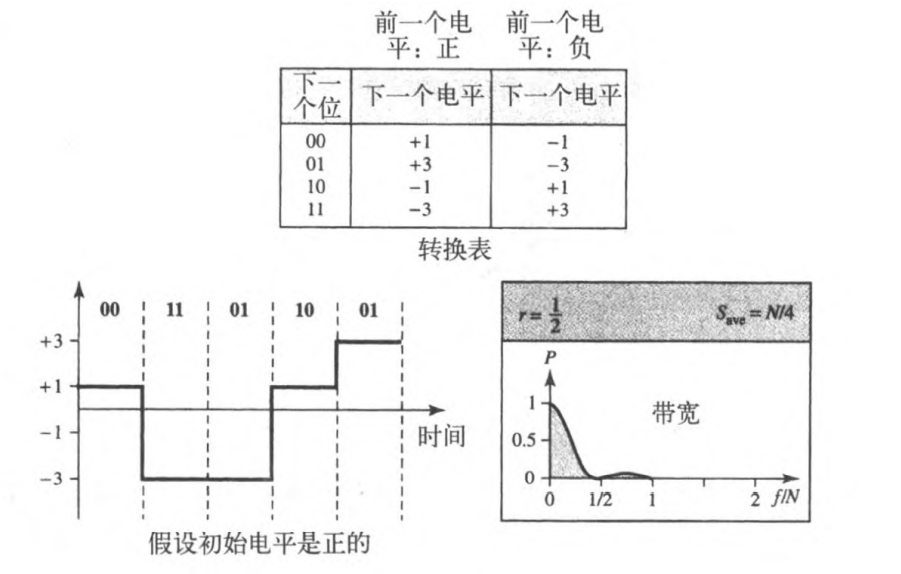 前一个电 前一个电
平：正 平：负
下一
个位 下一个电平 下一个电平
00 +1 −1
01 +3 −3
10 −1 +1
11 −3 +3
转换表
00 11 01 10 01
+3
+1
−1
−3
时间
假设初始电平是正的
r = 1/2 Save = N/4
P
1
0.5
0
带宽
0 1/2 1 2 f/N